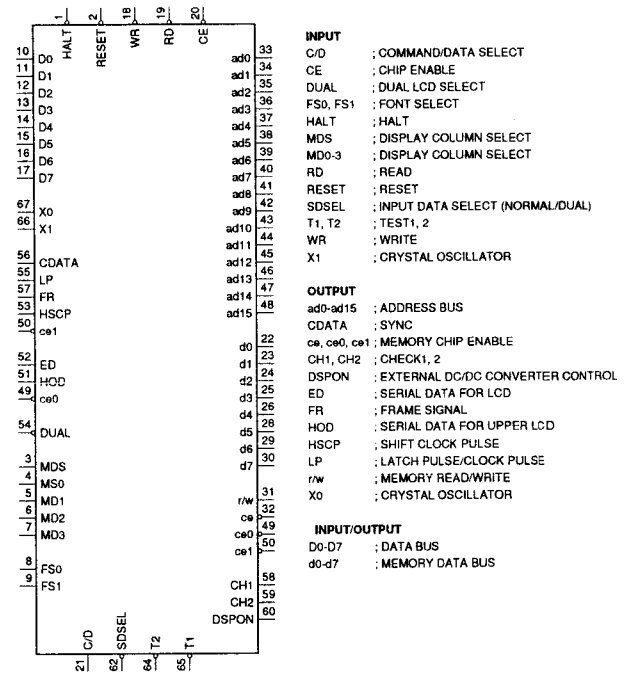 1 2 18 19 20
HALT RESET WR RD CE
10 D0
11 D1
12 D2
13 D3
14 D4
15 D5
16 D6
17 D7
67 X0
66 X1
56 CDATA
55 LP
57 FR
53 HSCP
50 ce1
52 ED
51 HOD
49 ce0
54 DUAL
3 MDS
4 MS0
5 MD1
6 MD2
7 MD3
8 FS0
9 FS1
ad0 33
ad1 34
ad2 35
ad3 36
ad4 37
ad5 38
ad6 39
ad7 40
ad8 41
ad9 42
ad10 43
ad11 44
ad12 45
ad13 46
ad14 47
ad15 48
d0 22
d1 23
d2 24
d3 25
d4 26
d5 28
d6 29
d7 30
r/w 31
ce 32
ce0 49
ce1 50
CH1 58
CH2 59
DSPON 60
C/D SDSEL T2 T1
21 62 64 65
INPUT
C/D ; COMMAND/DATA SELECT
CE ; CHIP ENABLE
DUAL ; DUAL LCD SELECT
FS0, FS1 ; FONT SELECT
HALT ; HALT
MDS ; DISPLAY COLUMN SELECT
MD0-3 ; DISPLAY COLUMN SELECT
RD ; READ
RESET ; RESET
SDSEL ; INPUT DATA SELECT (NORMAL/DUAL)
T1, T2 ; TEST1, 2
WR ; WRITE
X1 ; CRYSTAL OSCILLATOR
OUTPUT
ad0-ad15 ; ADDRESS BUS
CDATA ; SYNC
ce, ce0, ce1 ; MEMORY CHIP ENABLE
CH1, CH2 ; CHECK1, 2
DSPON ; EXTERNAL DC/DC CONVERTER CONTROL
ED ; SERIAL DATA FOR LCD
FR ; FRAME SIGNAL
HOD ; SERIAL DATA FOR UPPER LCD
HSCP ; SHIFT CLOCK PULSE
LP ; LATCH PULSE/CLOCK PULSE
r/w ; MEMORY READ/WRITE
X0 ; CRYSTAL OSCILLATOR
INPUT/OUTPUT
D0-D7 ; DATA BUS
d0-d7 ; MEMORY DATA BUS